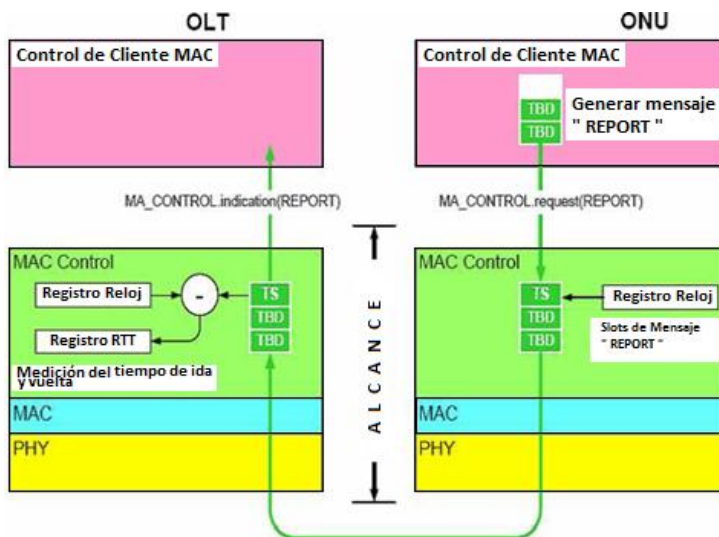 OLT
ONU
Control de Cliente MAC
Control de Cliente MAC
TBD
TBD
Generar mensaje
" REPORT "
MA_CONTROL.indication(REPORT)
MA_CONTROL.request(REPORT)
ALCANCE
MAC Control
Registro Reloj
-
TS
TBD
TBD
Registro RTT
Medición del tiempo de ida
y vuelta
MAC
PHY
MAC Control
TS
TBD
TBD
Registro Reloj
Slots de Mensaje
" REPORT "
MAC
PHY